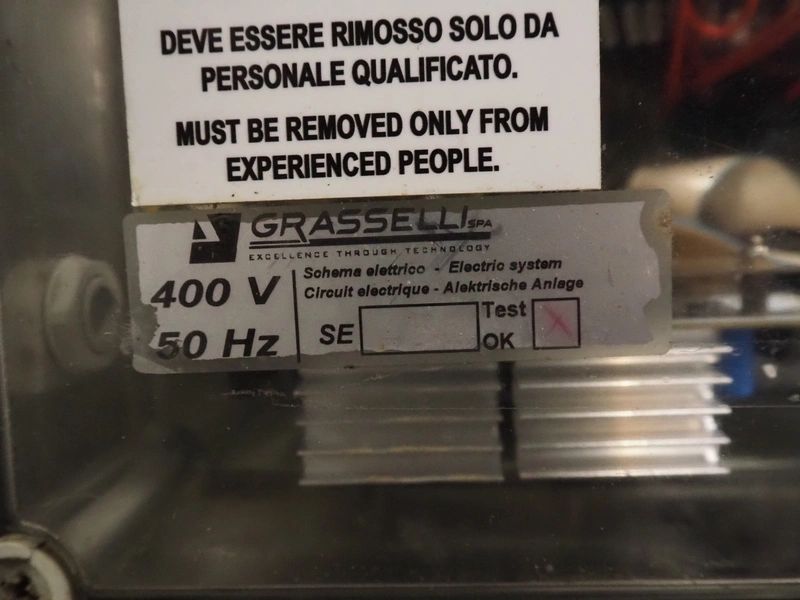 DEVE ESSERE RIMOSSO SOLO DA
PERSONALE QUALIFICATO.
MUST BE REMOVED ONLY FROM
EXPERIENCED PEOPLE.
GRASSELLI SPA
EXCELLENCE THROUGH TECHNOLOGY
400 V
50 Hz
Schema elettrico - Electric system
Circuit electrique - Alektrische Anlage
SE
Test
OK